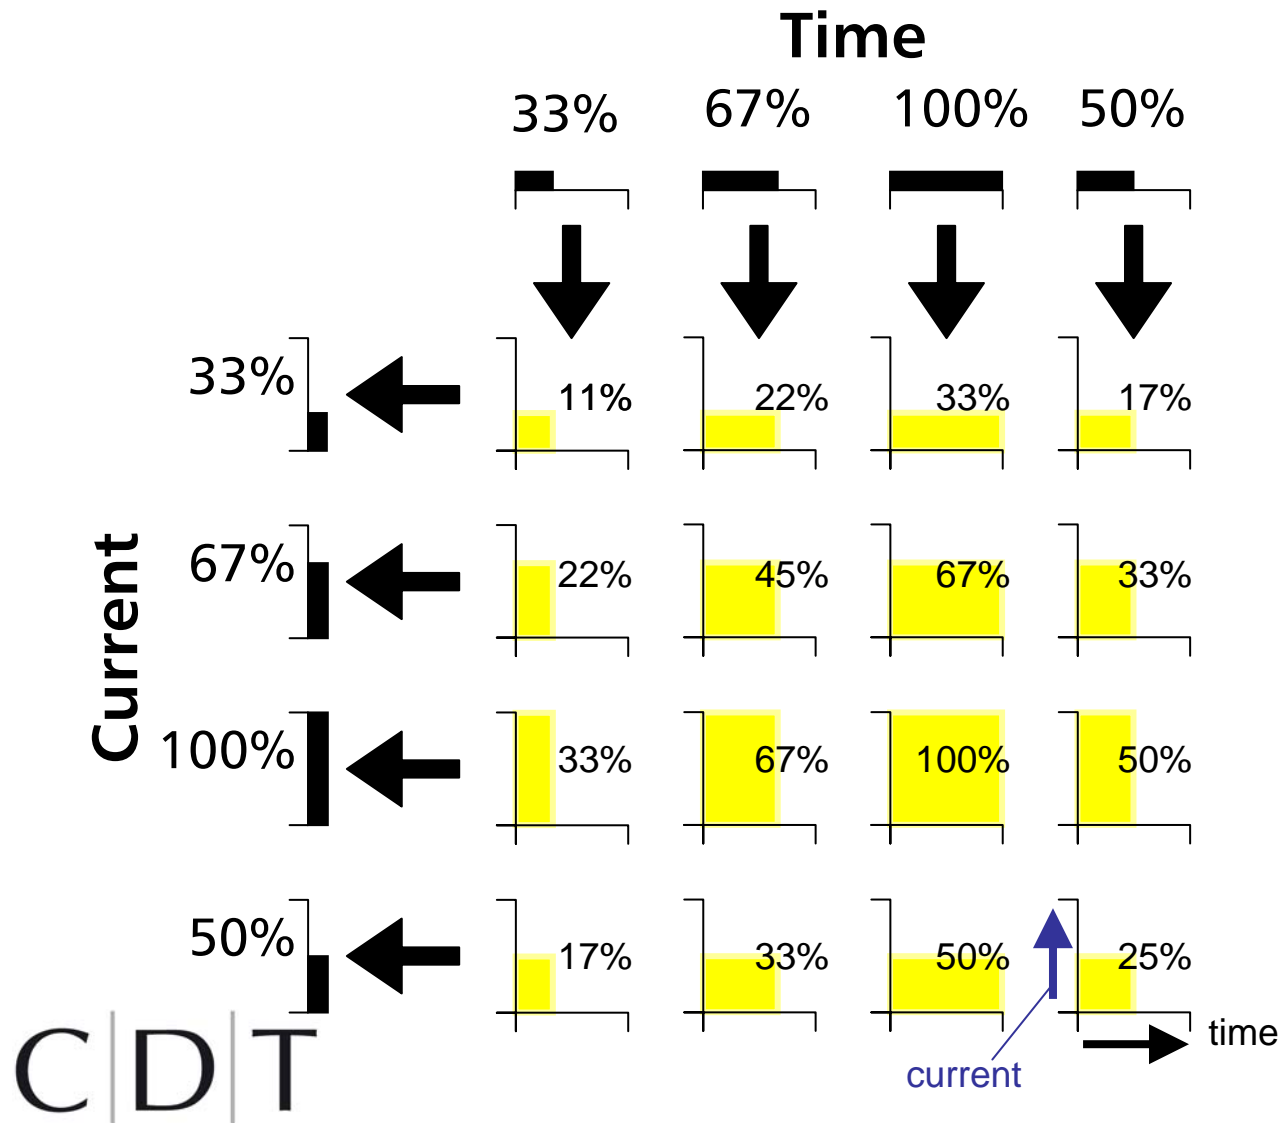 Time
33% 67% 100% 50%
33% 11% 22% 33% 17%
Current
67% 22% 45% 67% 33%
100% 33% 67% 100% 50%
50% 17% 33% 50% 25%
time
current
C|D|T